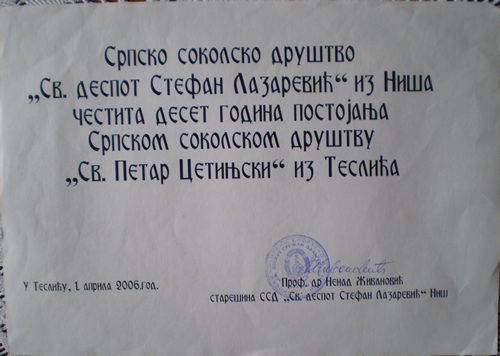 Српско соколско друштво
„Св. деспот Стефан Лазаревић“ из Ниша
честита десет година постојања
Српском соколском друштву
„Св. Петар Цетињски“ из Теслића
У Теслићу, 1. априла 2006.год.
Проф. др Ненад Живановић
старешина ССД „Св. деспот Стефан Лазаревић“ Ниш